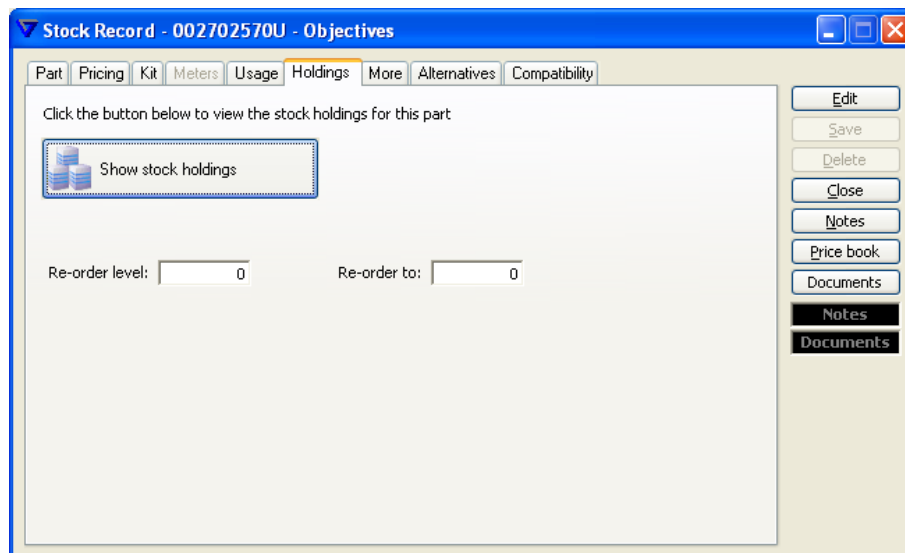 Stock Record - 002702570U - Objectives
Part Pricing Kit Meters Usage Holdings More Alternatives Compatibility
Click the button below to view the stock holdings for this part
Show stock holdings
Re-order level: 0 Re-order to: 0
Edit
Save
Delete
Close
Notes
Price book
Documents
Notes
Documents